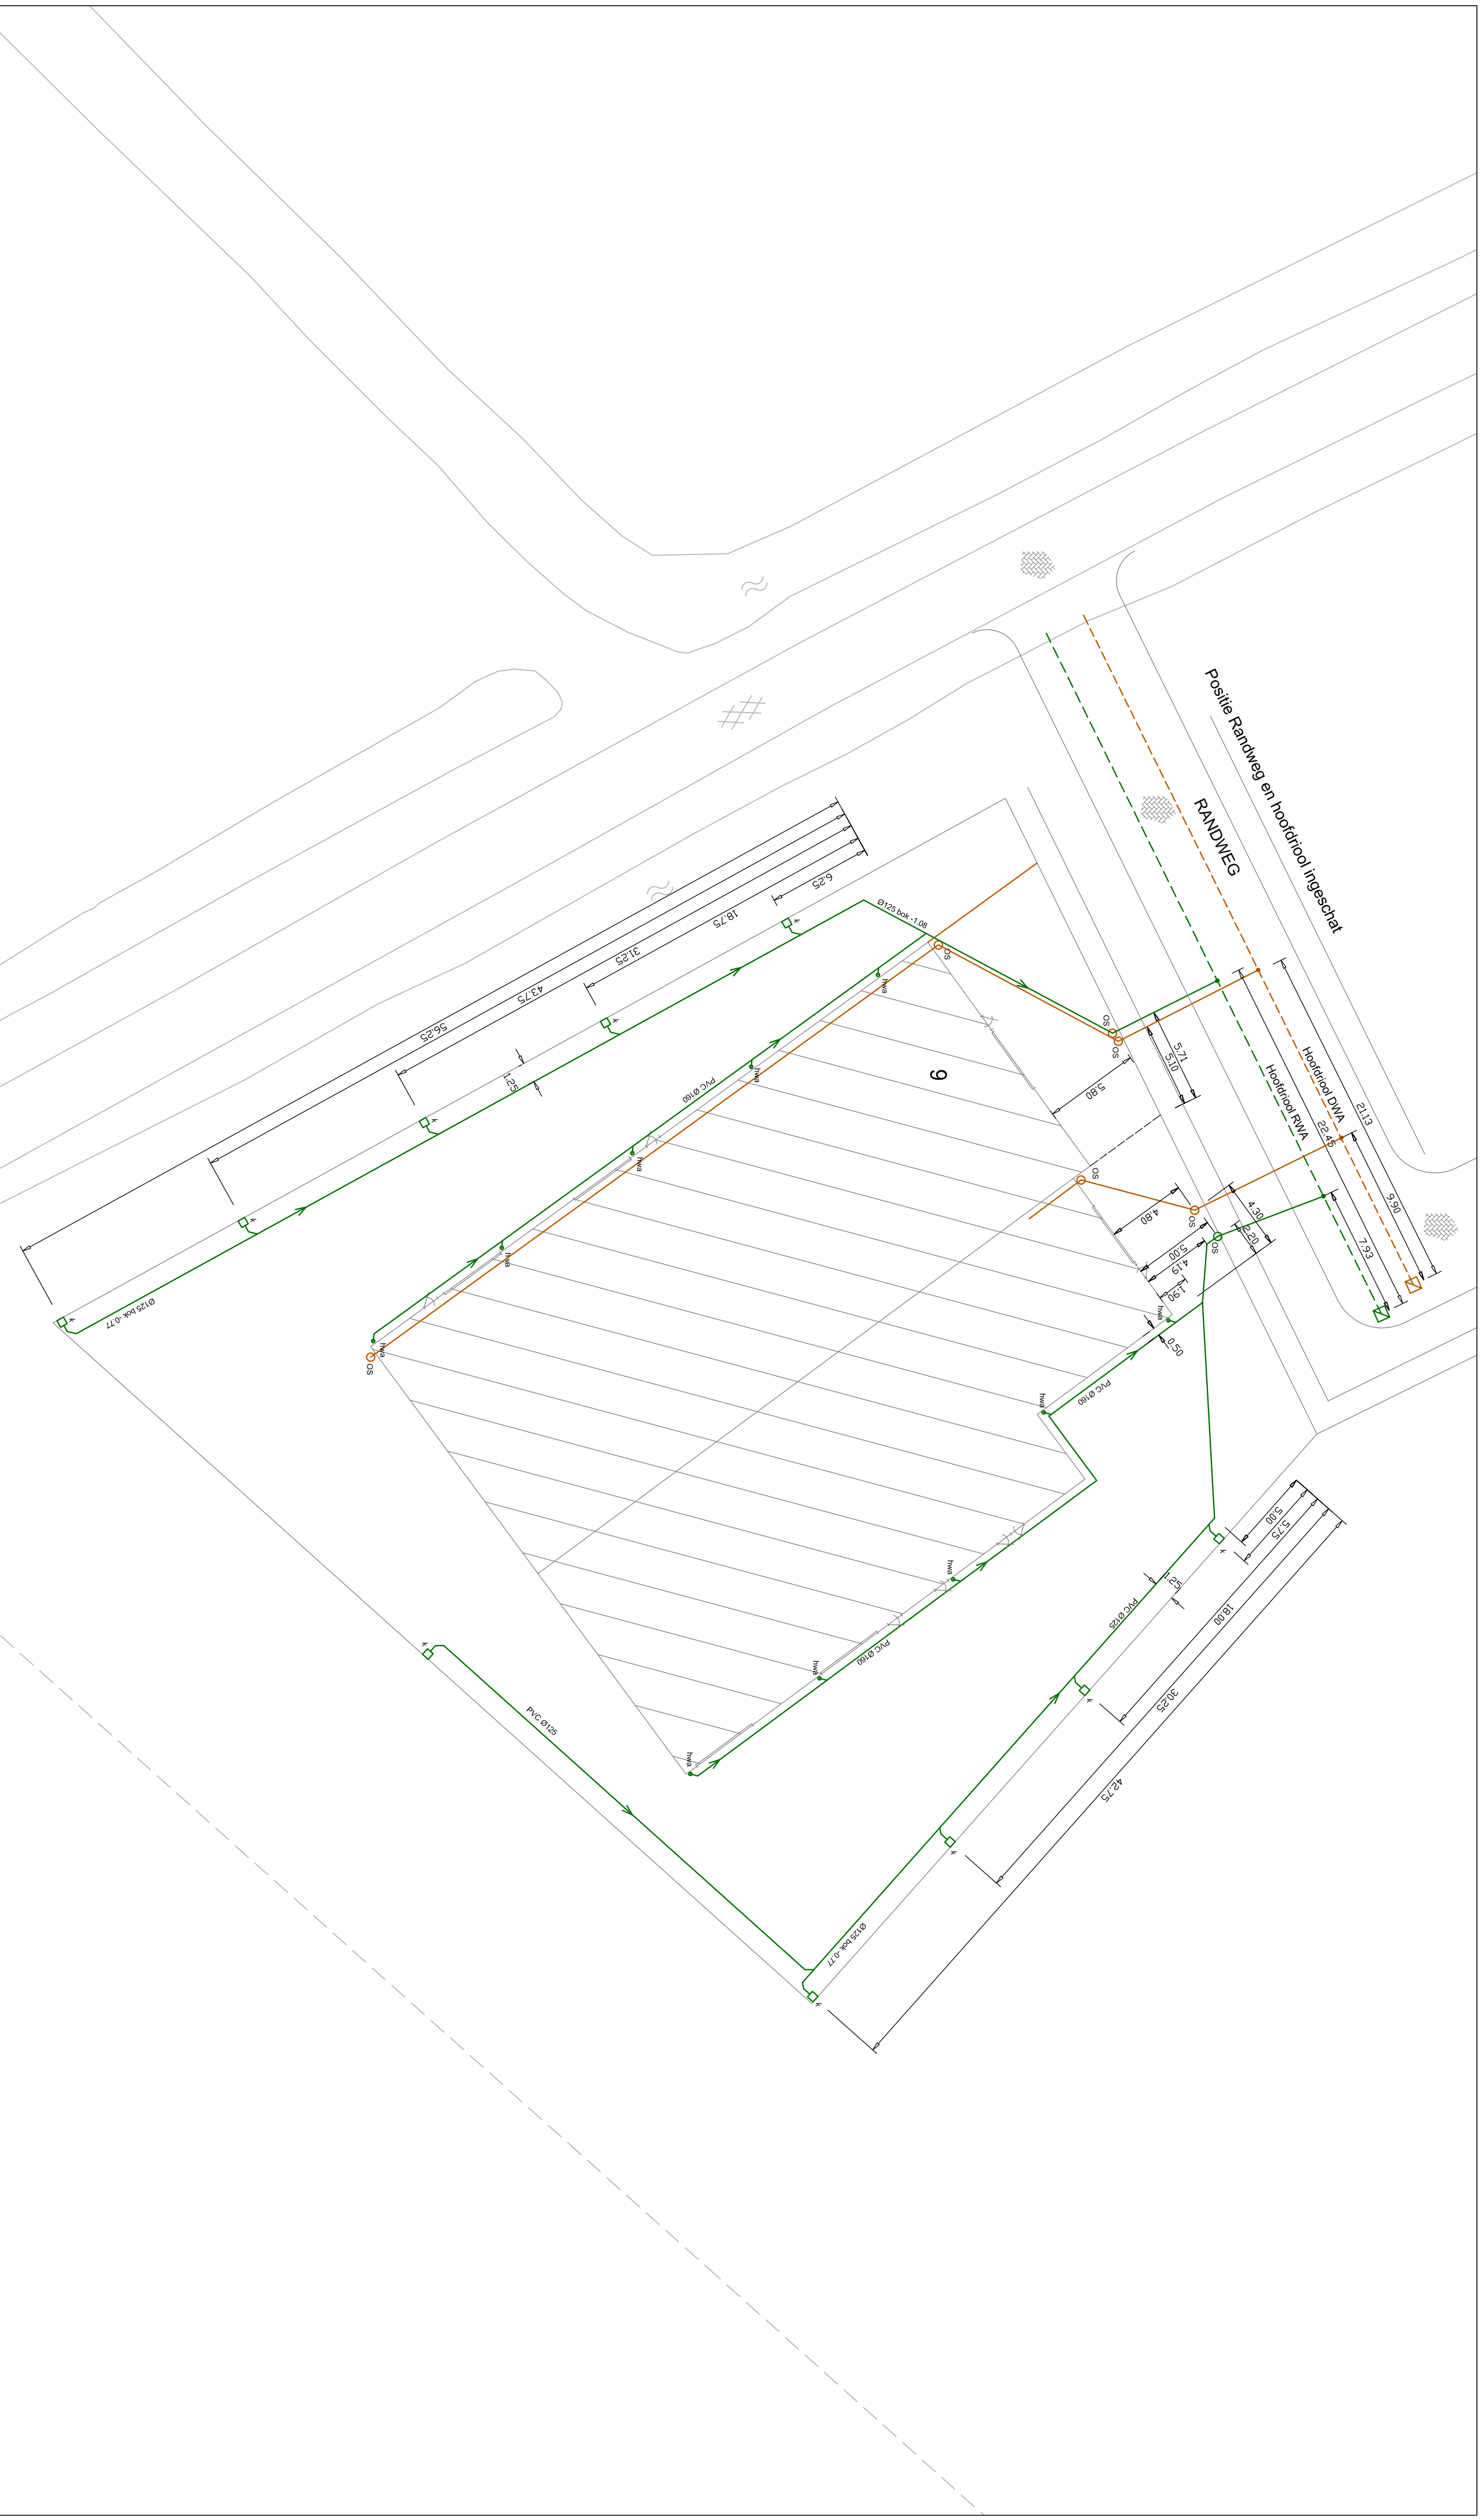 Positie Randweg en hoofdriool ingeschat
RANDWEG
Hoofdriool DWA
Hoofdriool RWA
21.13
22.45
9.90
7.93
5.71
5.10
5.80
4.80
4.30
2.20
5.00
4.19
1.90
0.50
OS
OS
OS
OS
OS
OS
OS
9
6.25
18.75
31.25
43.75
56.25
1.25
Ø125 bok -1.08
Ø125 bok -0.77
PVC Ø160
hwa
hwa
hwa
hwa
hwa
k
k
k
k
k
hwa
hwa
hwa
hwa
hwa
PVC Ø160
PVC Ø160
5.00
5.75
18.00
30.25
42.75
1.25
PVC Ø125
PVC Ø125
Ø125 bok -0.77
k
k
k
k
k